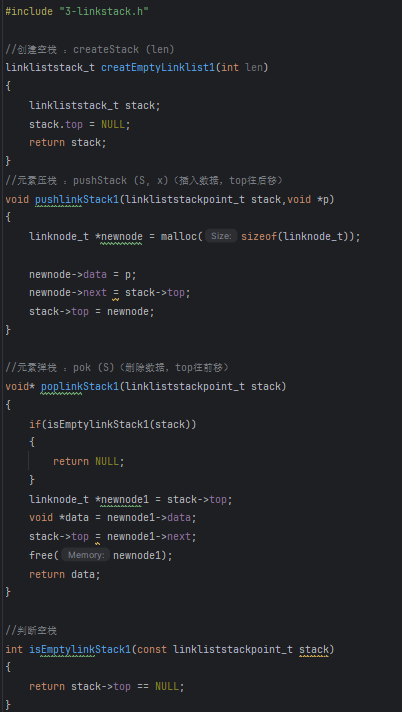 #include "3-linkstack.h"
//创建空栈 : createStack (len)
linkliststack_t creatEmptyLinklist1(int len)
{
linkliststack_t stack;
stack.top = NULL;
return stack;
}
//元素压栈 : pushStack (S, x)（插入数据，top往后移）
void pushlinkStack1(linkliststackpoint_t stack,void *p)
{
linknode_t *newnode = malloc( Size: sizeof(linknode_t));
newnode->data = p;
newnode->next = stack->top;
stack->top = newnode;
}
//元素弹栈 : pok (S)（删除数据，top往前移）
void* poplinkStack1(linkliststackpoint_t stack)
{
if(isEmptylinkStack1(stack))
{
return NULL;
}
linknode_t *newnode1 = stack->top;
void *data = newnode1->data;
stack->top = newnode1->next;
free( Memory: newnode1);
return data;
}
//判断空栈
int isEmptylinkStack1(const linkliststackpoint_t stack)
{
return stack->top == NULL;
}